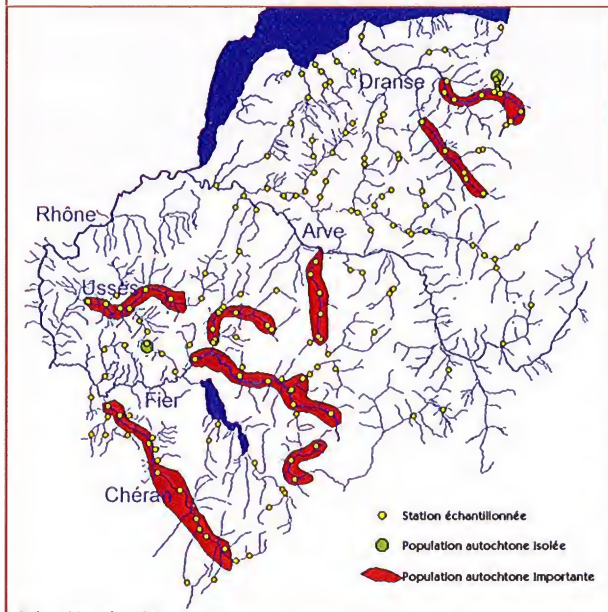 Dranse
Rhône
Arve
Usses
Fier
Chéran
Station échantillonnée
Population autochtone Isolée
Population autochtone Importante